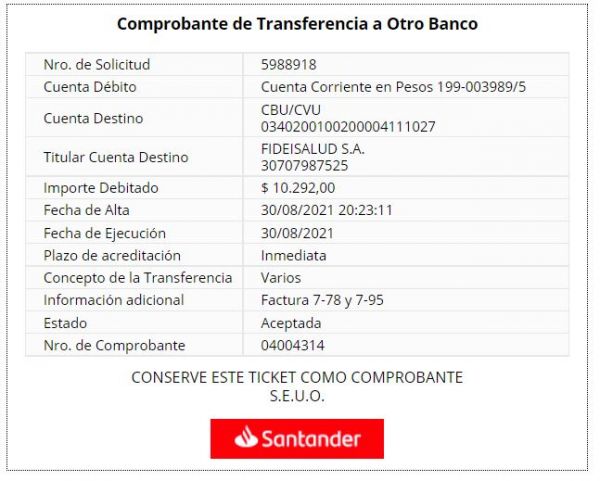 Comprobante de Transferencia a Otro Banco
Nro. de Solicitud 5988918
Cuenta Débito Cuenta Corriente en Pesos 199-003989/5
Cuenta Destino CBU/CVU
0340200100200004111027
Titular Cuenta Destino FIDEISALUD S.A.
30707987525
Importe Debitado $ 10.292,00
Fecha de Alta 30/08/2021 20:23:11
Fecha de Ejecución 30/08/2021
Plazo de acreditación Inmediata
Concepto de la Transferencia Varios
Información adicional Factura 7-78 y 7-95
Estado Aceptada
Nro. de Comprobante 04004314
CONSERVE ESTE TICKET COMO COMPROBANTE
S.E.U.O.
Santander